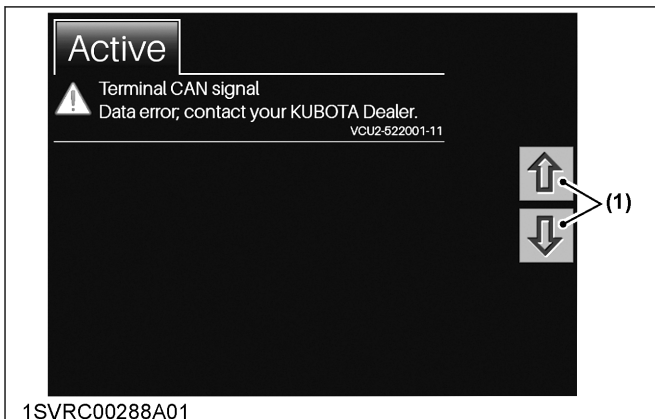 Active
Terminal CAN signal
Data error; contact your KUBOTA Dealer.
VCU2-522001-11
(1)
1SVRC00288A01